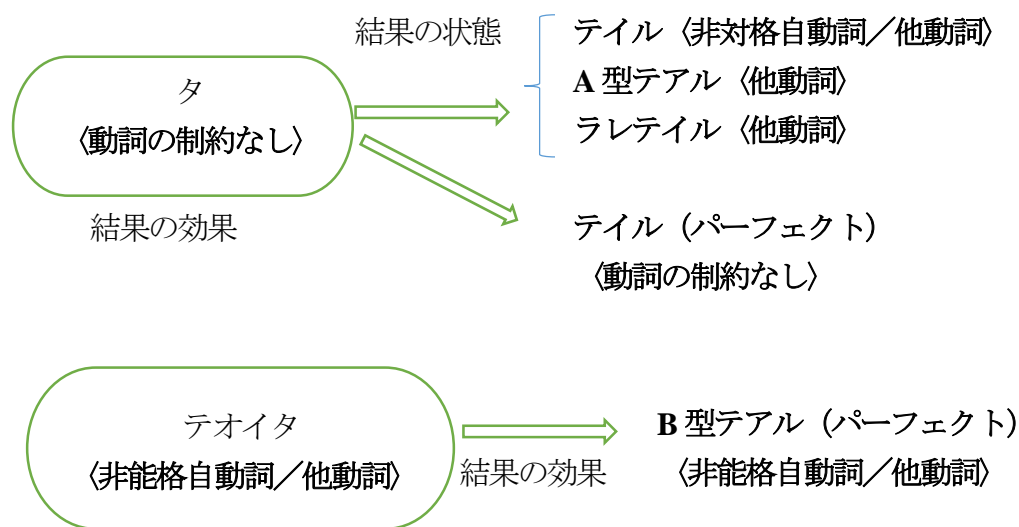 結果の状態
テイル〈非対格自動詞／他動詞〉
A 型テアル〈他動詞〉
ラレテイル〈他動詞〉
タ
〈動詞の制約なし〉
結果の効果
テイル（パーフェクト）
〈動詞の制約なし〉
テオイタ
〈非能格自動詞／他動詞〉
結果の効果
B 型テアル（パーフェクト）
〈非能格自動詞／他動詞〉